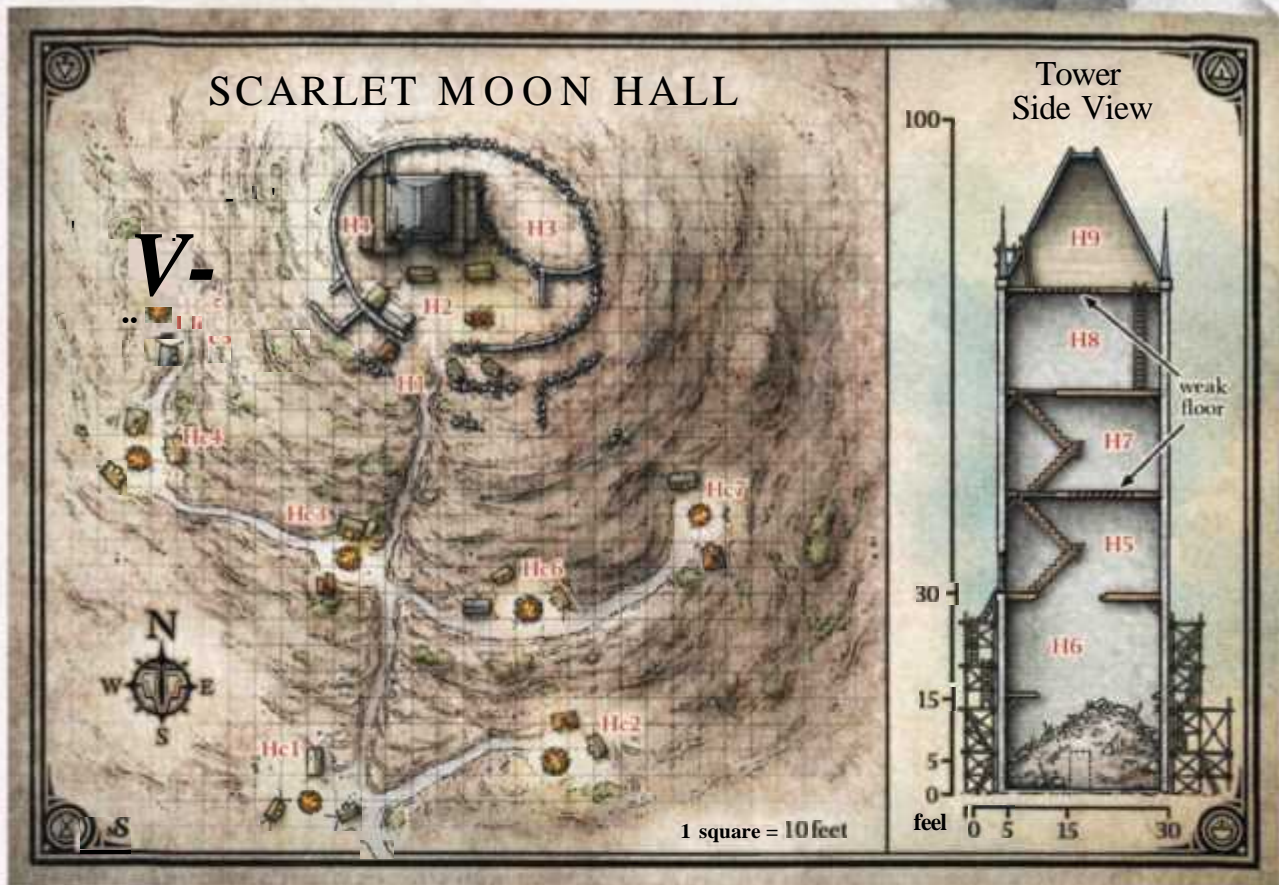 SCARLET MOON HALL
Tower
Side View
100
H4
H3
H9
V-
H2
H8
H1
weak
floor
Hc4
H7
Hc7
Hc3
H5
Hc6
30
H6
N
W E
S
15
Hc2
Hc1
5
0
1 square = 10 feet
feel 0 5 15 30